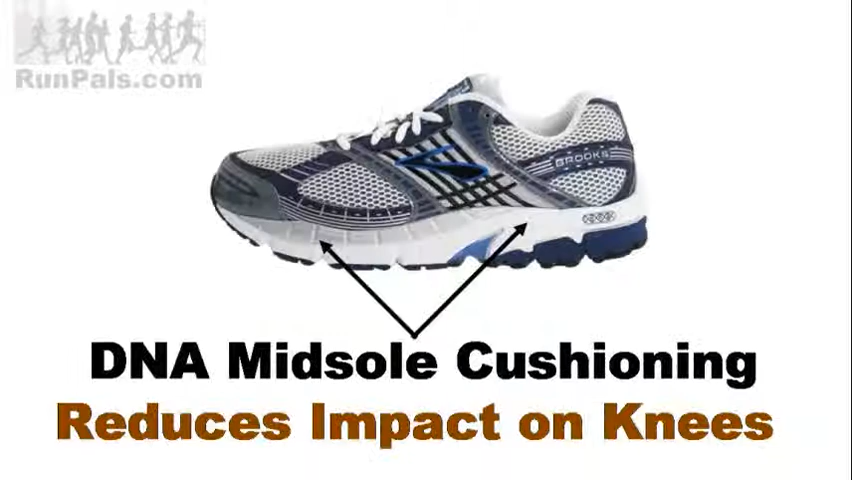 RunPals.com
BROOKS
DNA Midsole Cushioning
Reduces Impact on Knees